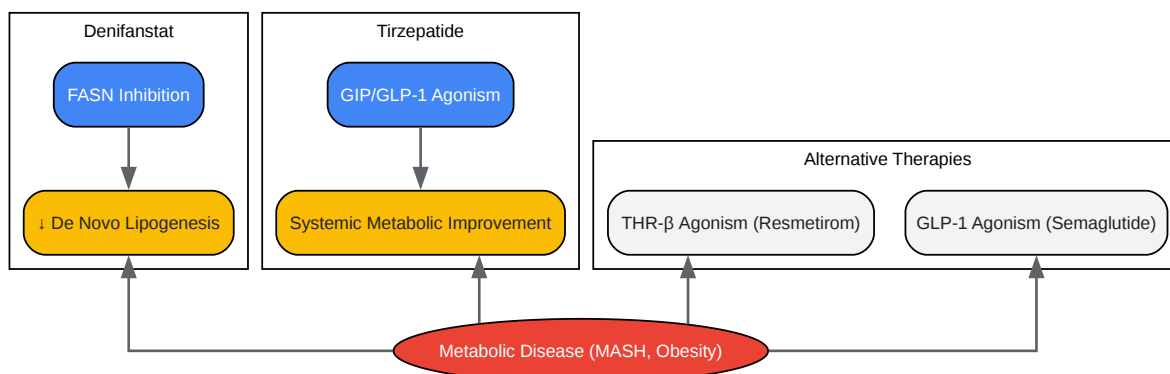 Denifanstat
Tirzepatide
FASN Inhibition
GIP/GLP-1 Agonism
Alternative Therapies
↓ De Novo Lipogenesis
Systemic Metabolic Improvement
THR-β Agonism (Resmetirom)
GLP-1 Agonism (Semaglutide)
Metabolic Disease (MASH, Obesity)